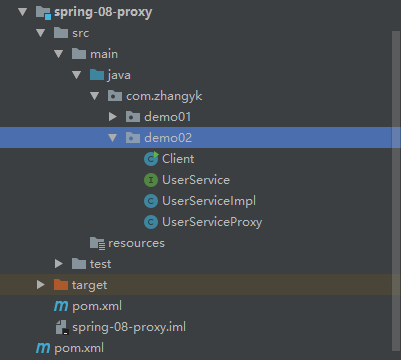 spring-08-proxy
src
main
java
com.zhangyk
demo01
demo02
Client
UserService
UserServiceImpl
UserServiceProxy
resources
test
target
pom.xml
spring-08-proxy.iml
pom.xml